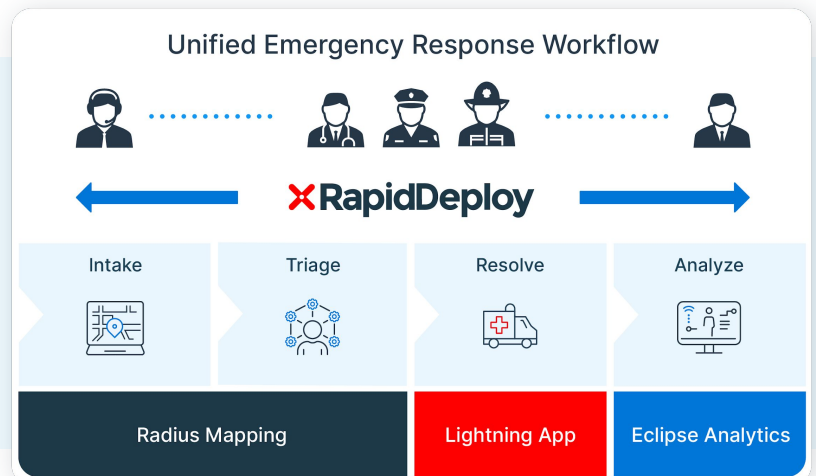 Unified Emergency Response Workflow
RapidDeploy
Intake
Triage
Resolve
Analyze
Radius Mapping
Lightning App
Eclipse Analytics